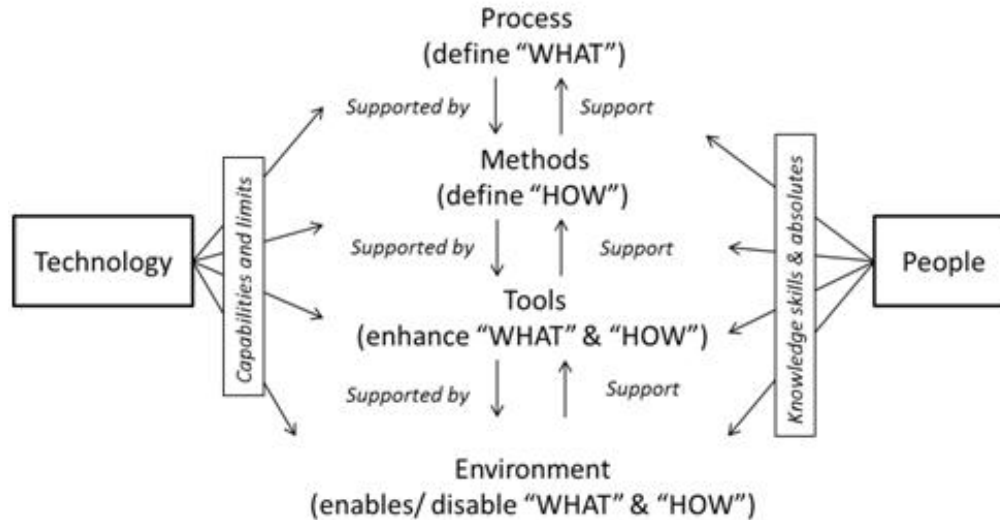 Process
(define “WHAT”)
Supported by
Support
Methods
(define “HOW”)
Supported by
Support
Tools
(enhance “WHAT” & “HOW”)
Supported by
Support
Environment
(enables/ disable “WHAT” & “HOW”)
Technology
Capabilities and limits
Knowledge skills & absolutes
People